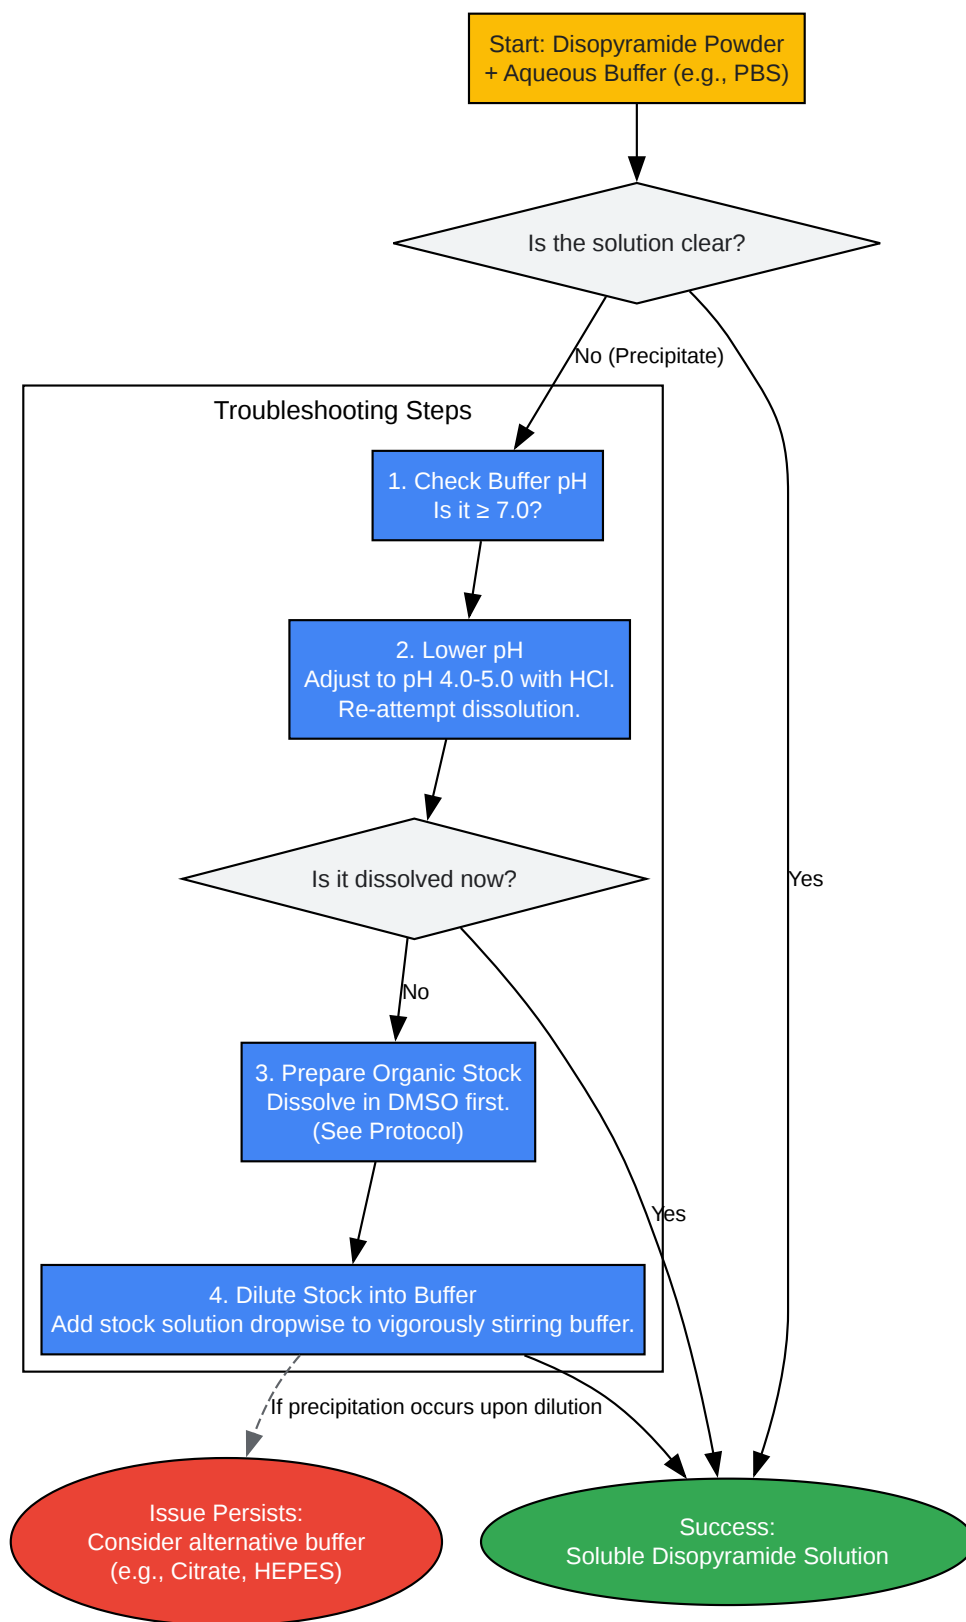 Start: Disopyramide Powder
+ Aqueous Buffer (e.g., PBS)
Is the solution clear?
No (Precipitate)
Troubleshooting Steps
1. Check Buffer pH
Is it ≥ 7.0?
2. Lower pH
Adjust to pH 4.0-5.0 with HCl.
Re-attempt dissolution.
Is it dissolved now?
Yes
No
3. Prepare Organic Stock
Dissolve in DMSO first.
(See Protocol)
Yes
4. Dilute Stock into Buffer
Add stock solution dropwise to vigorously stirring buffer.
If precipitation occurs upon dilution
Issue Persists:
Consider alternative buffer
(e.g., Citrate, HEPES)
Success:
Soluble Disopyramide Solution